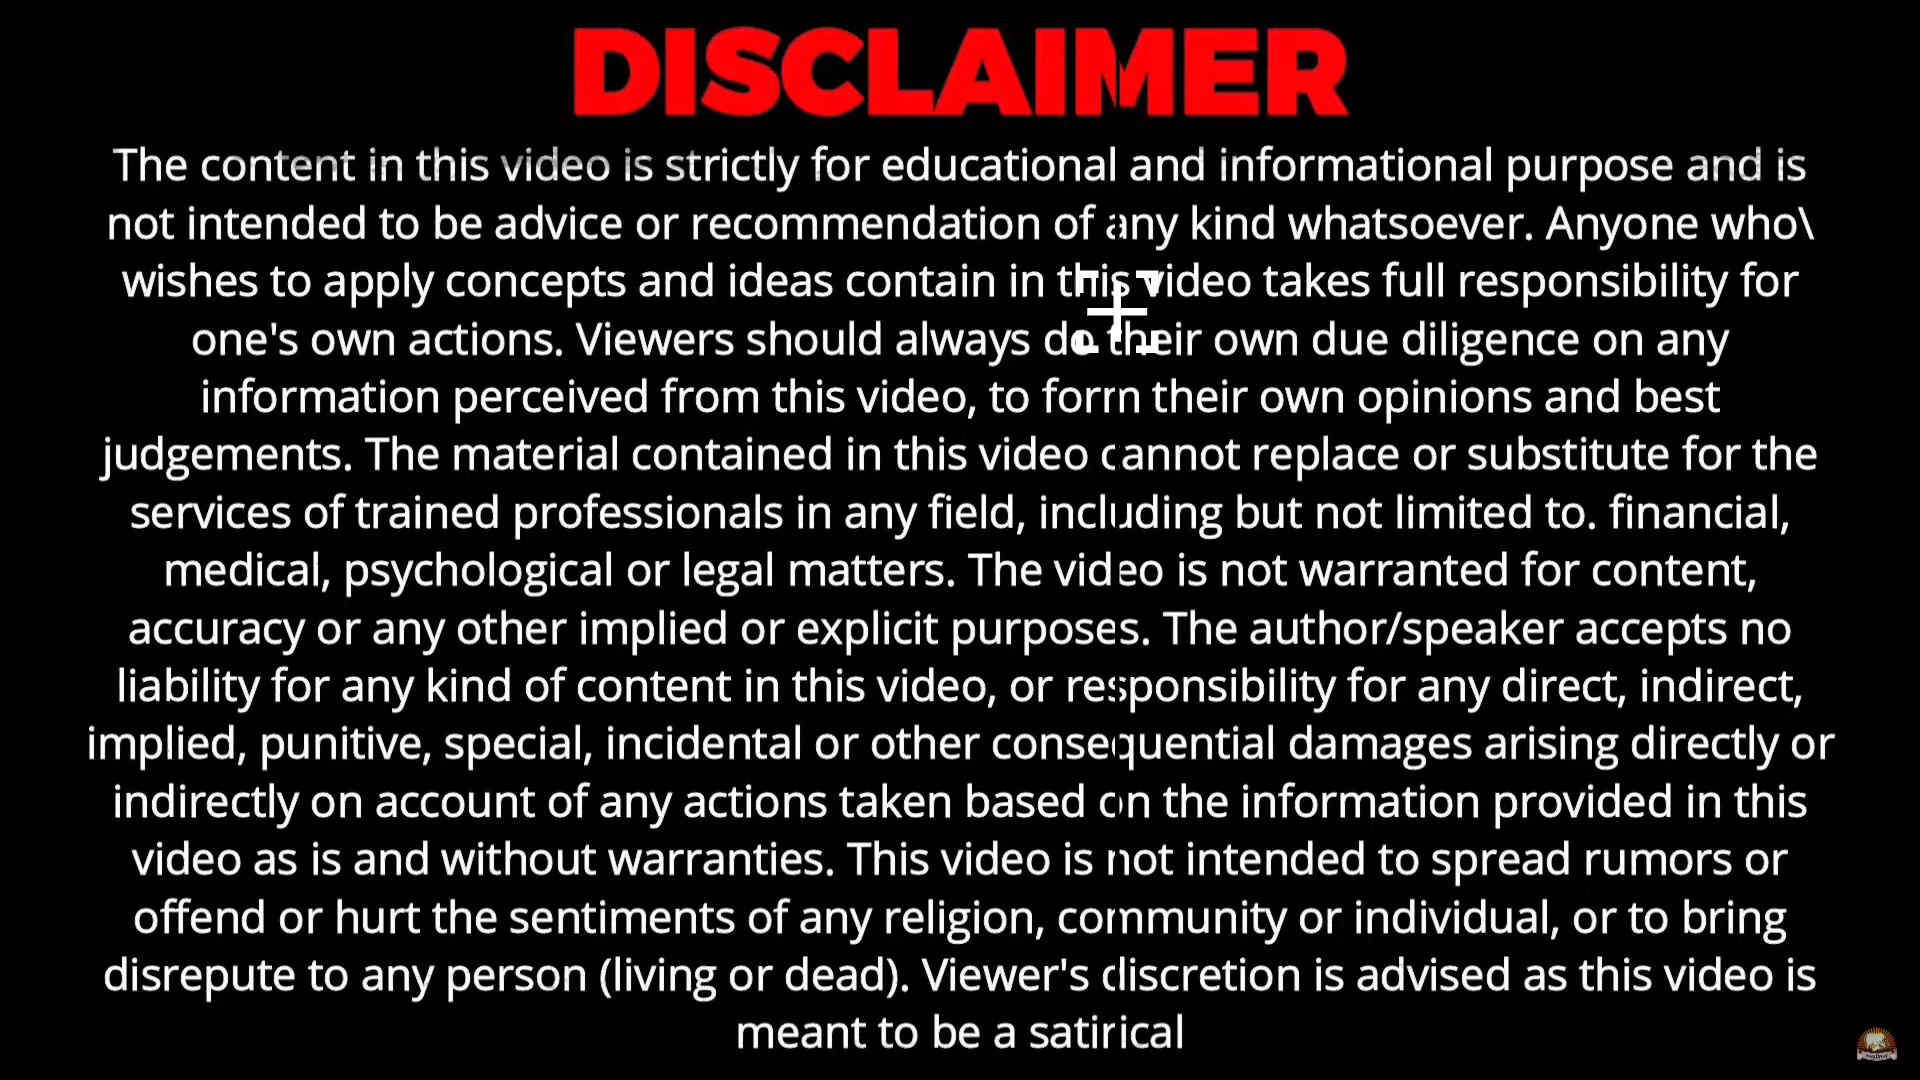 DISCLAIMER
The content in this video is strictly for educational and informational purpose and is
not intended to be advice or recommendation of any kind whatsoever. Anyone who\
wishes to apply concepts and ideas contain in this video takes full responsibility for
one's own actions. Viewers should always do their own due diligence on any
information perceived from this video, to form their own opinions and best
judgements. The material contained in this video cannot replace or substitute for the
services of trained professionals in any field, including but not limited to. financial,
medical, psychological or legal matters. The video is not warranted for content,
accuracy or any other implied or explicit purposes. The author/speaker accepts no
liability for any kind of content in this video, or responsibility for any direct, indirect,
implied, punitive, special, incidental or other consequential damages arising directly or
indirectly on account of any actions taken based on the information provided in this
video as is and without warranties. This video is not intended to spread rumors or
offend or hurt the sentiments of any religion, community or individual, or to bring
disrepute to any person (living or dead). Viewer's discretion is advised as this video is
meant to be a satirical